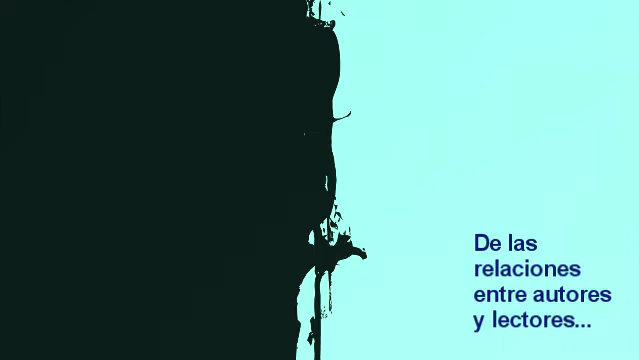 De las
relaciones
entre autores
y lectores...